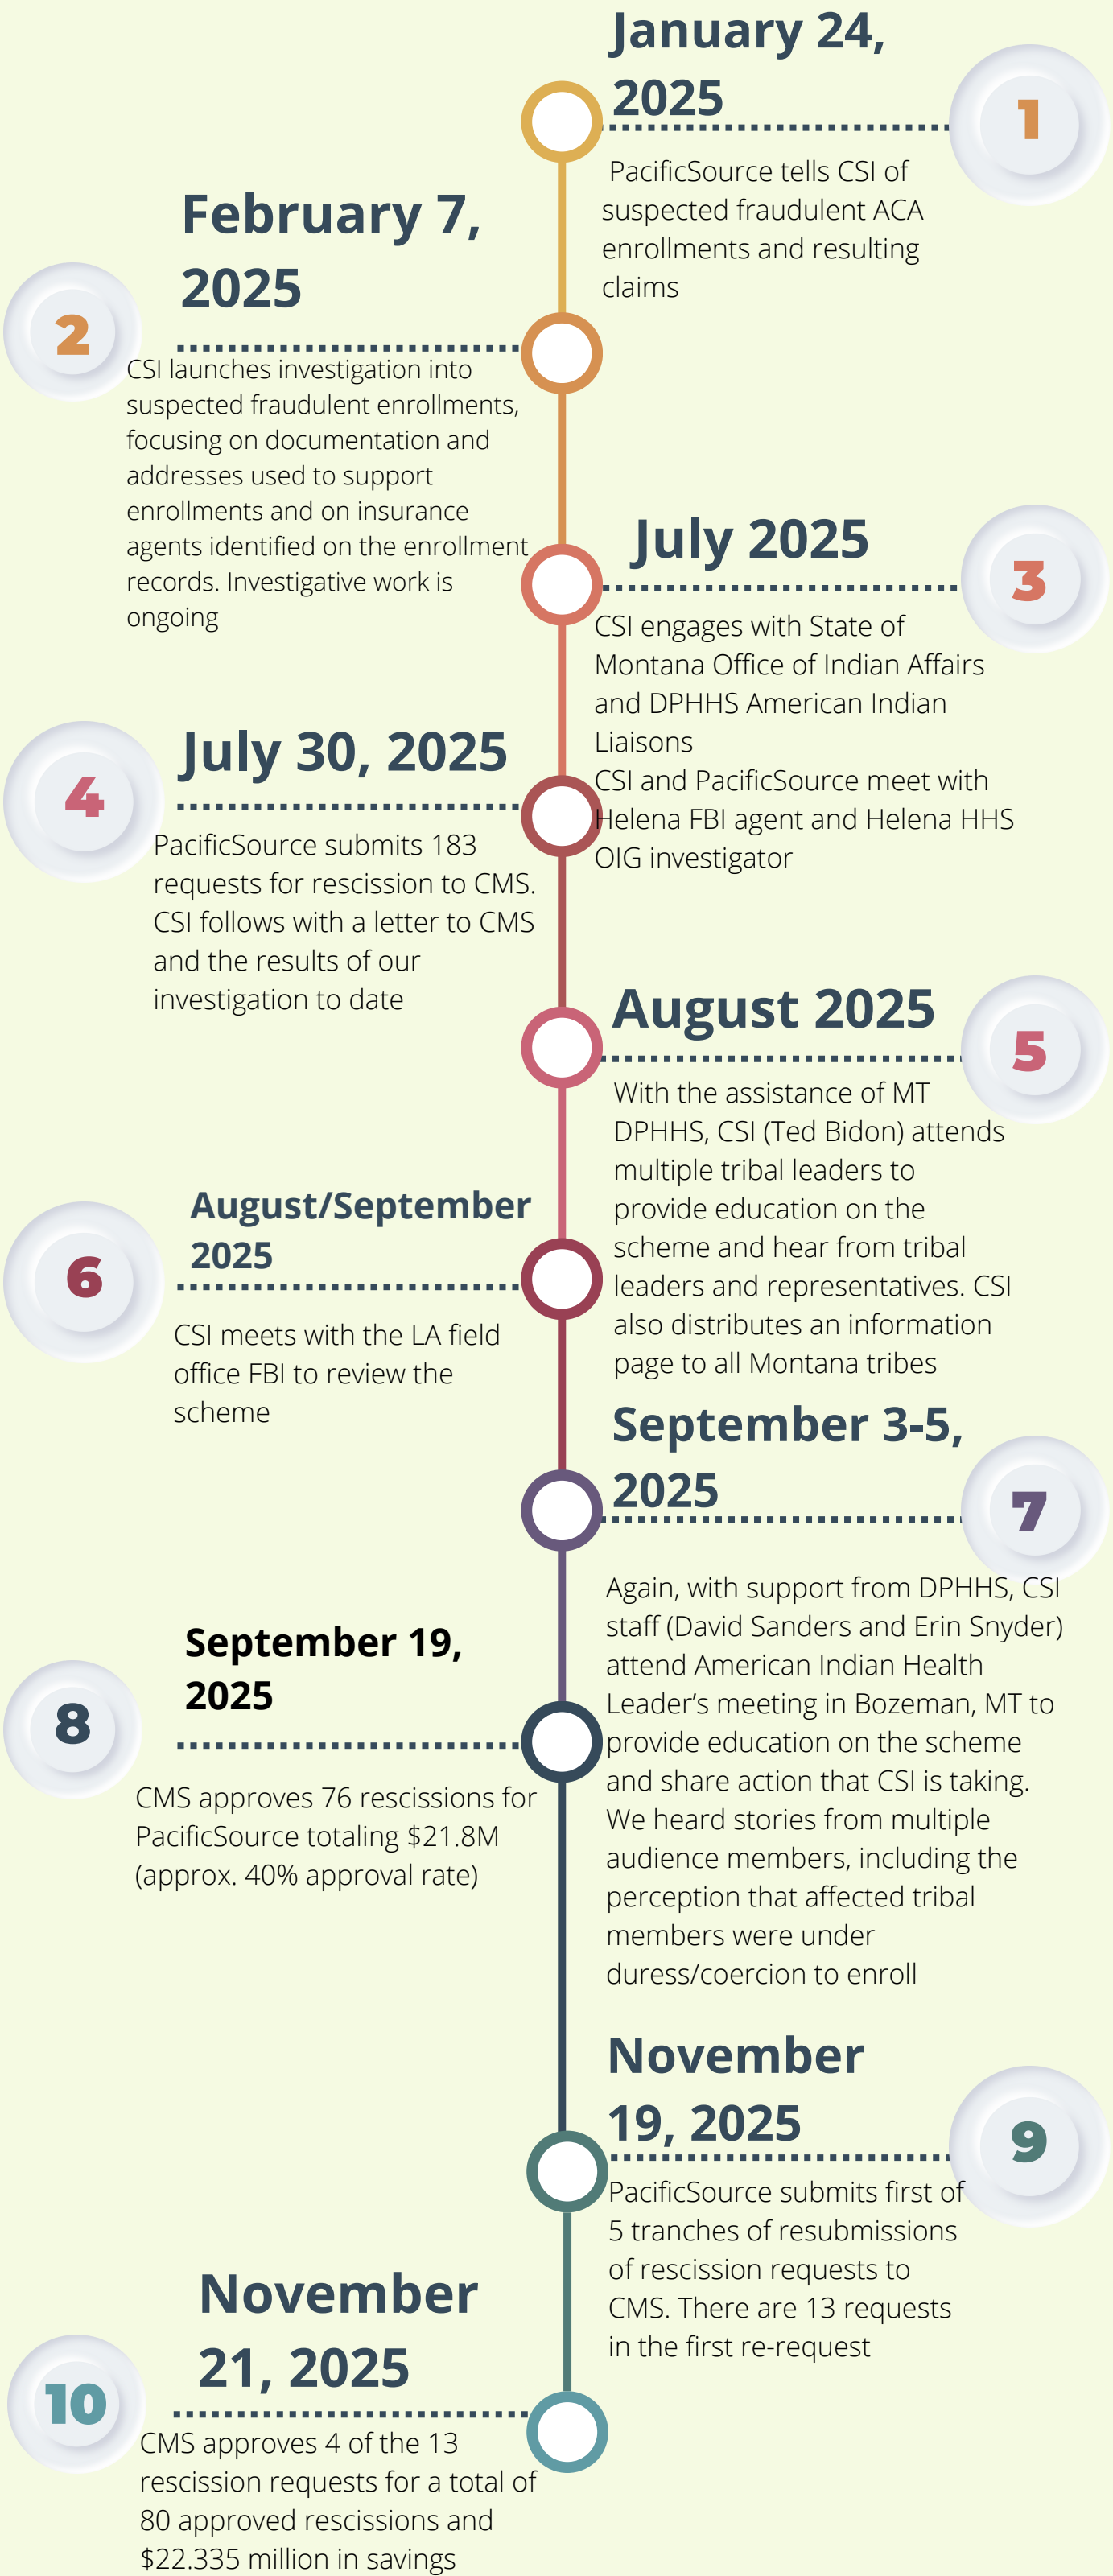 January 24,
2025
1
PacificSource tells CSI of
suspected fraudulent ACA
enrollments and resulting
claims
February 7,
2025
2
CSI launches investigation into
suspected fraudulent enrollments,
focusing on documentation and
addresses used to support
enrollments and on insurance
agents identified on the enrollment
records. Investigative work is
ongoing
July 2025
3
CSI engages with State of
Montana Office of Indian Affairs
and DPHHS American Indian
Liaisons
CSI and PacificSource meet with
Helena FBI agent and Helena HHS
OIG investigator
July 30, 2025
4
PacificSource submits 183
requests for rescission to CMS.
CSI follows with a letter to CMS
and the results of our
investigation to date
August 2025
5
With the assistance of MT
DPHHS, CSI (Ted Bidon) attends
multiple tribal leaders to
provide education on the
scheme and hear from tribal
leaders and representatives. CSI
also distributes an information
page to all Montana tribes
August/September
2025
6
CSI meets with the LA field
office FBI to review the
scheme
September 3-5,
2025
7
Again, with support from DPHHS, CSI
staff (David Sanders and Erin Snyder)
attend American Indian Health
Leader’s meeting in Bozeman, MT to
provide education on the scheme
and share action that CSI is taking.
We heard stories from multiple
audience members, including the
perception that affected tribal
members were under
duress/coercion to enroll
September 19,
2025
8
CMS approves 76 rescissions for
PacificSource totaling $21.8M
(approx. 40% approval rate)
November
19, 2025
9
PacificSource submits first of
5 tranches of resubmissions
of rescission requests to
CMS. There are 13 requests
in the first re-request
November
21, 2025
10
CMS approves 4 of the 13
rescission requests for a total of
80 approved rescissions and
$22.335 million in savings